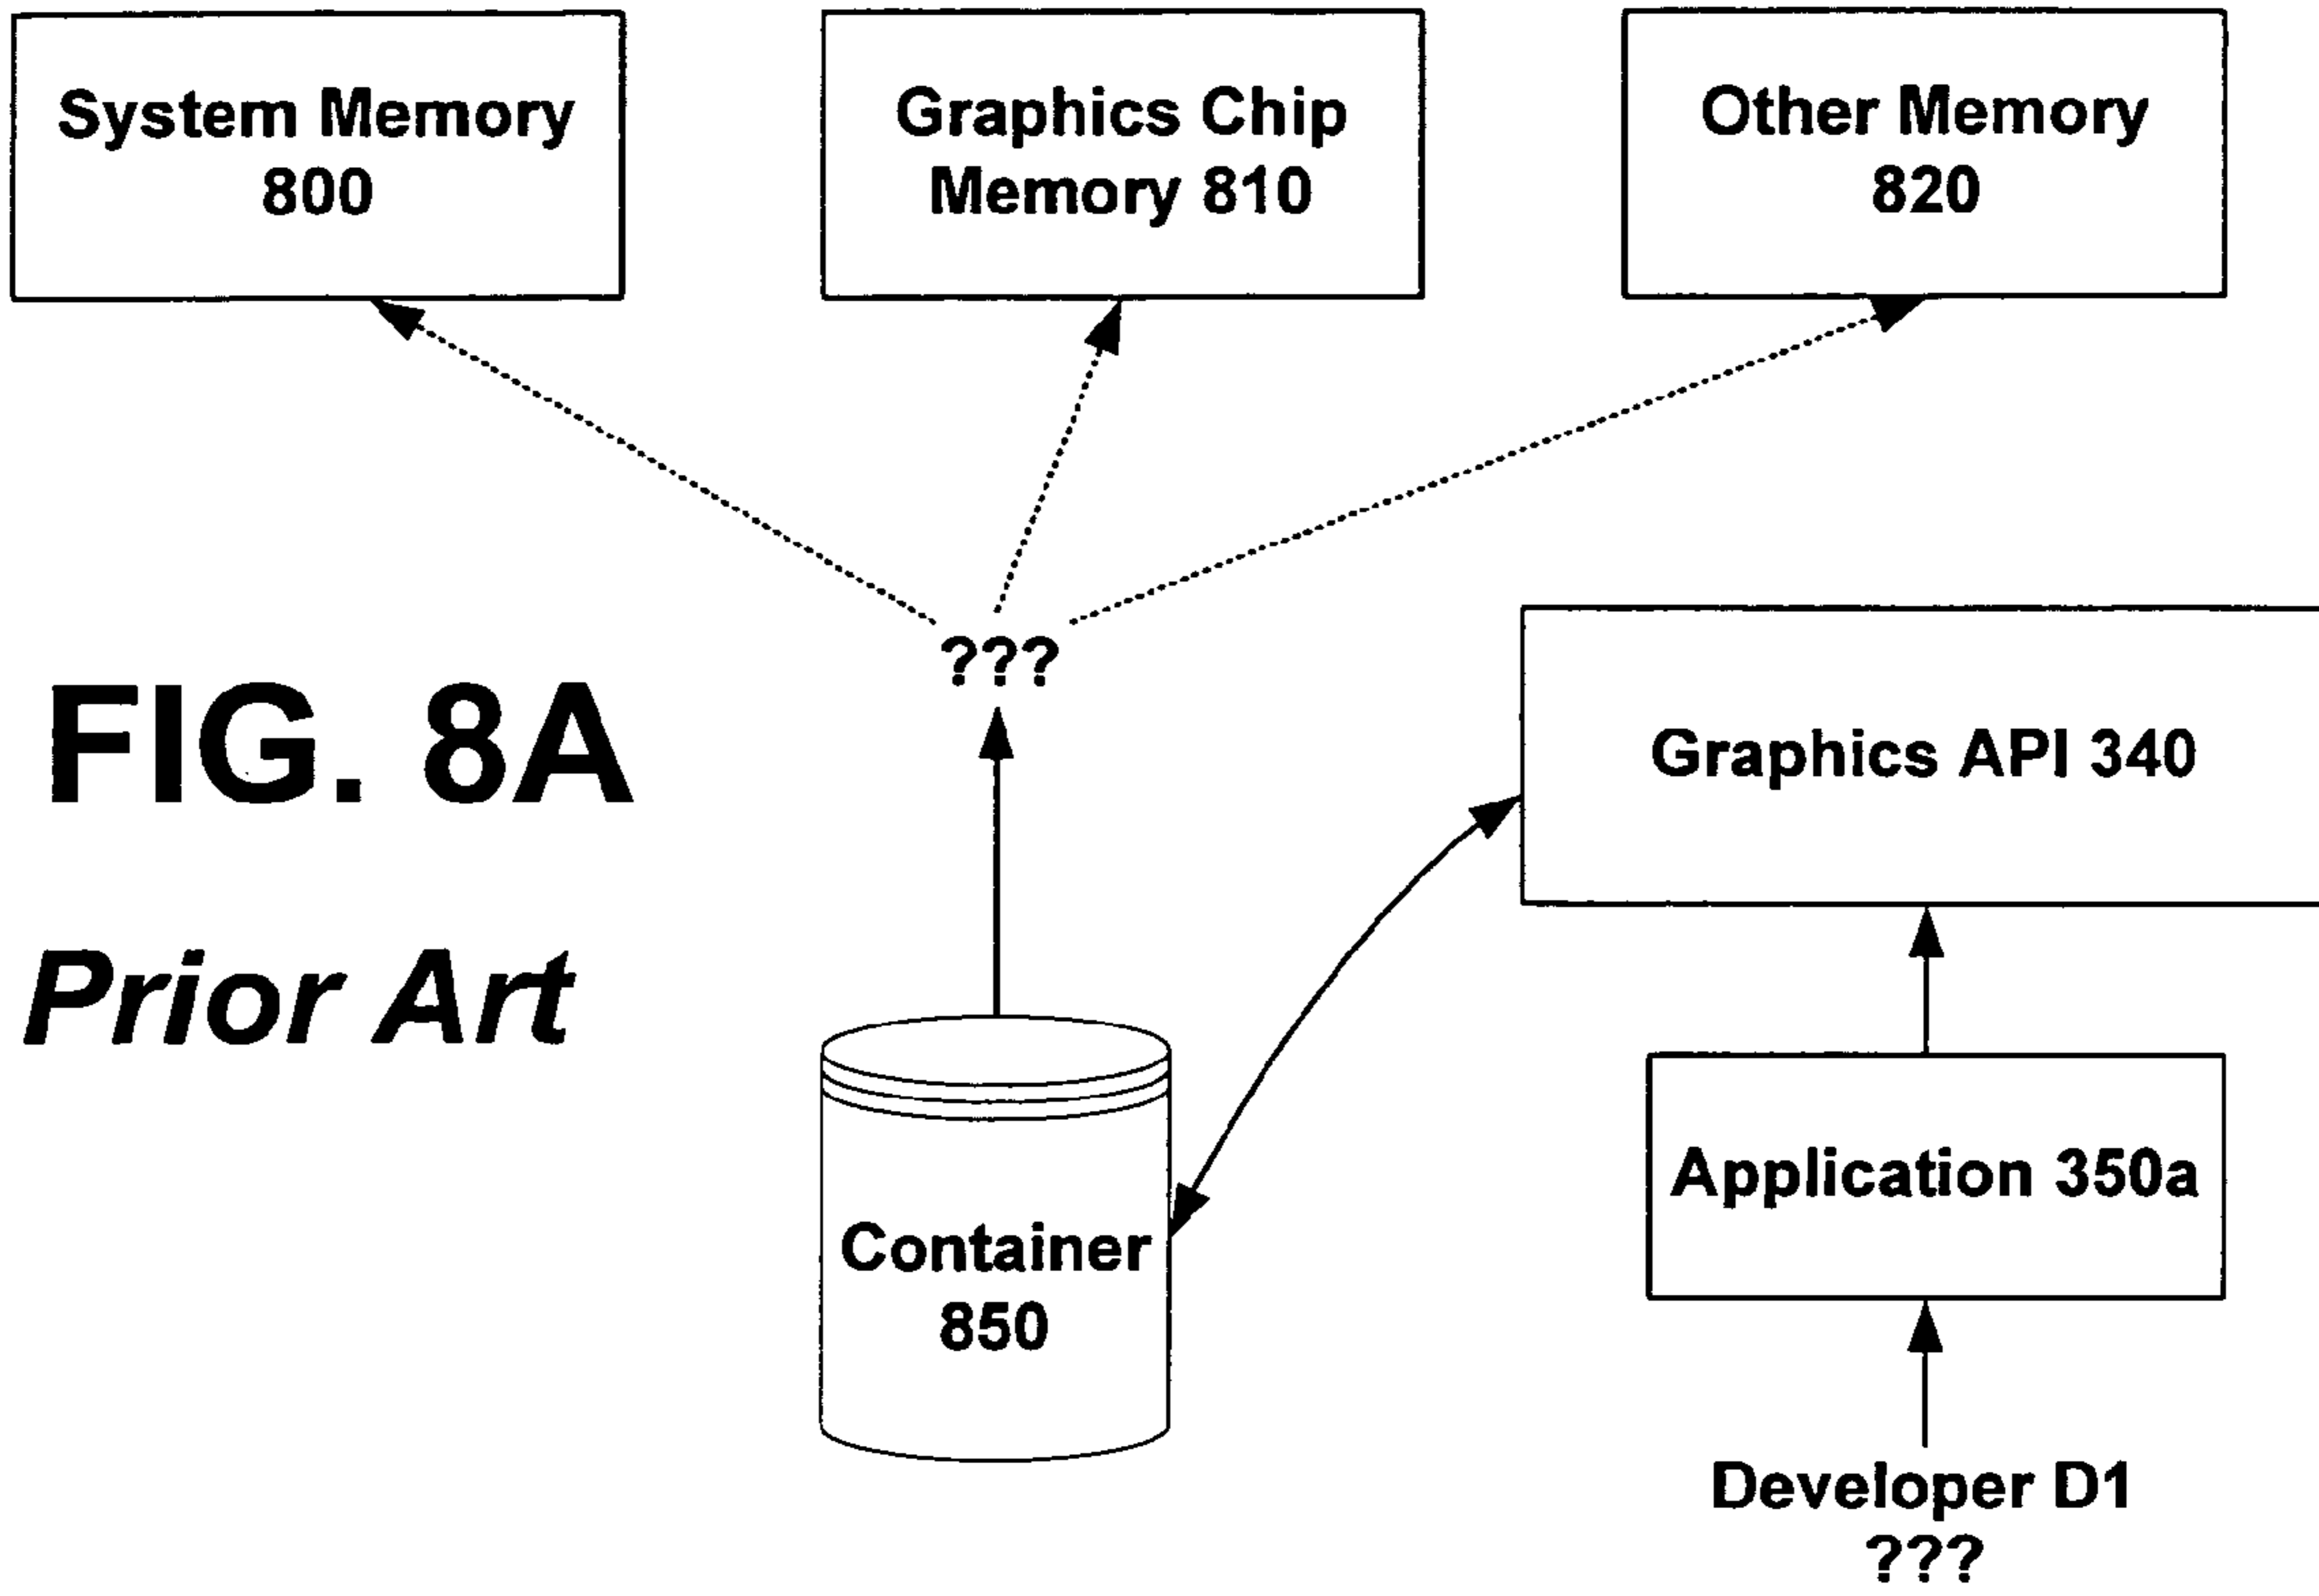 System Memory
800
Graphics Chip
Memory 810
Other Memory
820
???
FIG. 8A
Prior Art
Graphics API 340
Application 350a
Container
850
Developer D1
???